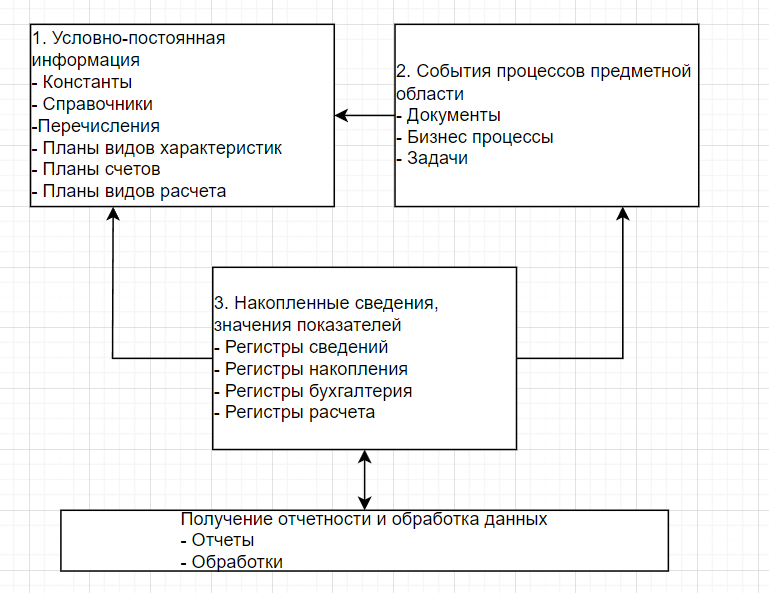 1. Условно-постоянная
информация
- Константы
- Справочники
-Перечисления
- Планы видов характеристик
- Планы счетов
- Планы видов расчета
2. События процессов предметной
области
- Документы
- Бизнес процессы
- Задачи
3. Накопленные сведения,
значения показателей
- Регистры сведений
- Регистры накопления
- Регистры бухгалтерия
- Регистры расчета
Получение отчетности и обработка данных
- Отчеты
- Обработки